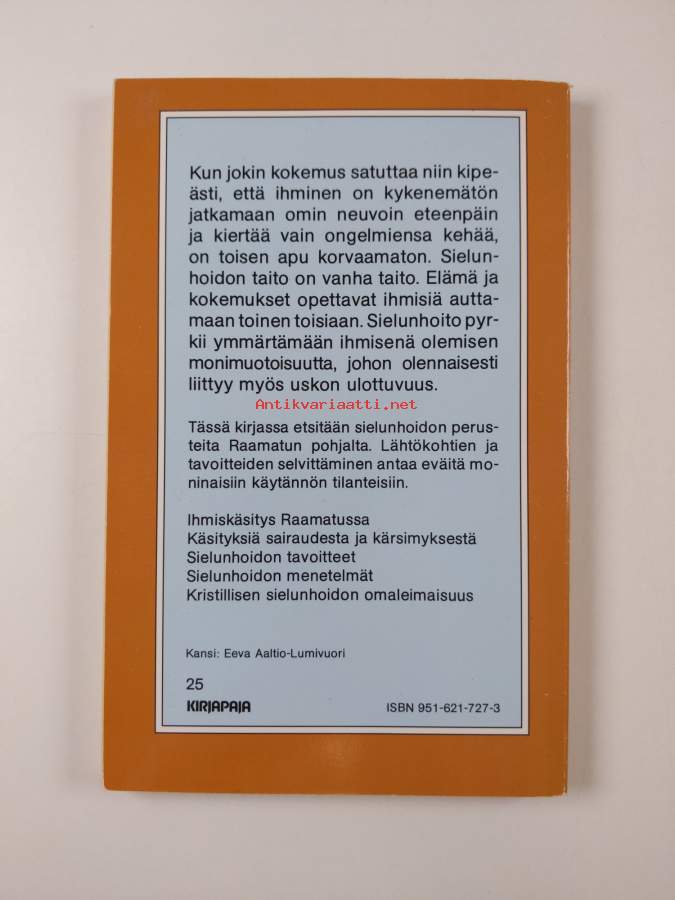 Kun jokin kokemus satuttaa niin kipe-
ästi, että ihminen on kykenemätön
jatkamaan omin neuvoin eteenpäin
ja kiertää vain ongelmiensa kehää,
on toisen apu korvaamaton. Sielun-
hoidon taito on vanha taito. Elämä ja
kokemukset opettavat ihmisiä autta-
maan toinen toisiaan. Sielunhoito pyr-
kii ymmärtämään ihmisenä olemisen
monimuotoisuutta, johon olennaisesti
liittyy myös uskon ulottuvuus.
Antikvariaatti.net
Tässä kirjassa etsitään sielunhoidon perus-
teita Raamatun pohjalta. Lähtökohtien ja
tavoitteiden selvittäminen antaa eväitä mo-
ninaisiin käytännön tilanteisiin.
Ihmiskäsitys Raamatussa
Käsityksiä sairaudesta ja kärsimyksestä
Sielunhoidon tavoitteet
Sielunhoidon menetelmät
Kristillisen sielunhoidon omaleimaisuus
Kansi: Eeva Aaltio-Lumivuori
25
KIRJAPAJA ISBN 951-621-727-3